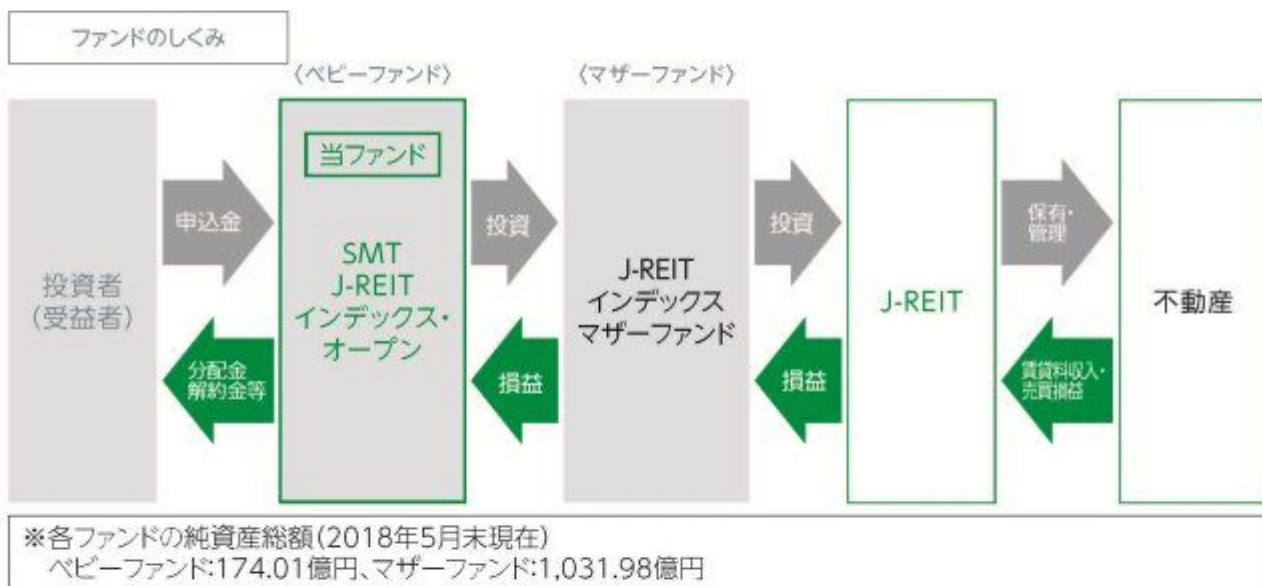 ファンドのしくみ
〈ベビーファンド〉
〈マザーファンド〉
投資者
(受益者)
申込金
分配金
解約金等
当ファンド
SMT
J-REIT
インデックス・
オープン
投資
損益
J-REIT
インデックス
マザーファンド
投資
損益
J-REIT
保有・
管理
賃貸料収入・
売買損益
不動産
※各ファンドの純資産総額(2018年5月末現在)
ベビーファンド:174.01億円、マザーファンド:1,031.98億円